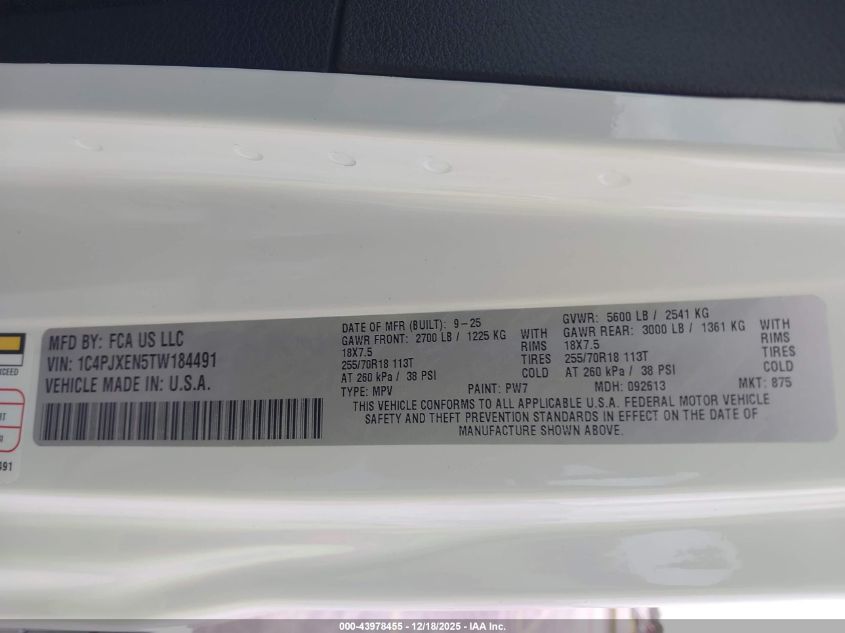 MFD BY: FCA US LLC
VIN: 1C4PJXEN5TW184491
VEHICLE MADE IN: U.S.A.
DATE OF MFR (BUILT): 9-25
GAWR FRONT: 2700 LB / 1225 KG WITH
18X7.5 RIMS
255/70R18 113T TIRES
AT 260 kPa / 38 PSI COLD
GVWR: 5600 LB / 2541 KG
GAWR REAR: 3000 LB / 1361 KG WITH
18X7.5 RIMS
255/70R18 113T TIRES
AT 260 kPa / 38 PSI COLD
TYPE: MPV PAINT: PW7 MDH: 092613 MKT: 875
THIS VEHICLE CONFORMS TO ALL APPLICABLE U.S.A. FEDERAL MOTOR VEHICLE
SAFETY AND THEFT PREVENTION STANDARDS IN EFFECT ON THE DATE OF
MANUFACTURE SHOWN ABOVE.
XCEED
491
000-43978455 - 12/18/2025 - IAA Inc.